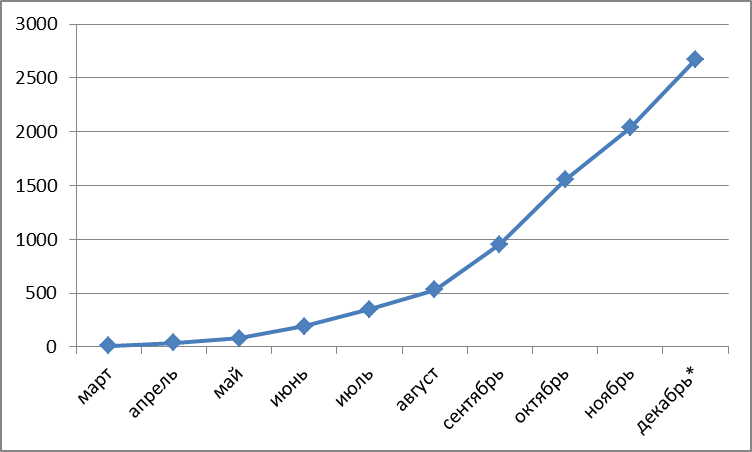 3000
2500
2000
1500
1000
500
0
март
апрель
май
июнь
июль
август
сентябрь
октябрь
ноябрь
декабрь*